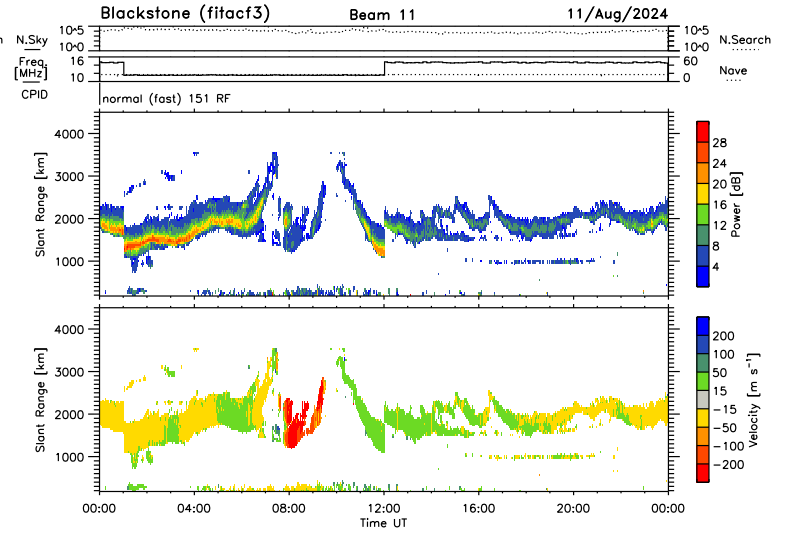 Blackstone (fitacf3) Beam 11 11/Aug/2024
N.Sky 10^5 10^0 10^5 10^0 N.Search
Freq. [MHz] 16 10 60 0 Nave
CPID normal (fast) 151 RF
Slant Range [km]
4000
3000
2000
1000
Power [dB]
28
24
20
16
12
8
4
Slant Range [km]
4000
3000
2000
1000
Velocity [m s⁻¹]
200
100
50
15
−15
−50
−100
−200
00:00 04:00 08:00 12:00 16:00 20:00 00:00
Time UT